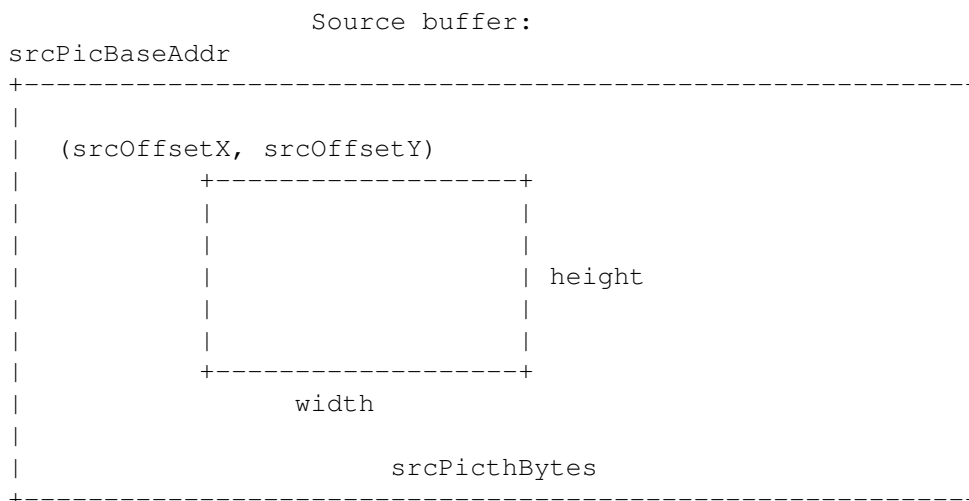 Source buffer:
srcPicBaseAddr
(srcOffsetX, srcOffsetY)
height
width
srcPicthBytes